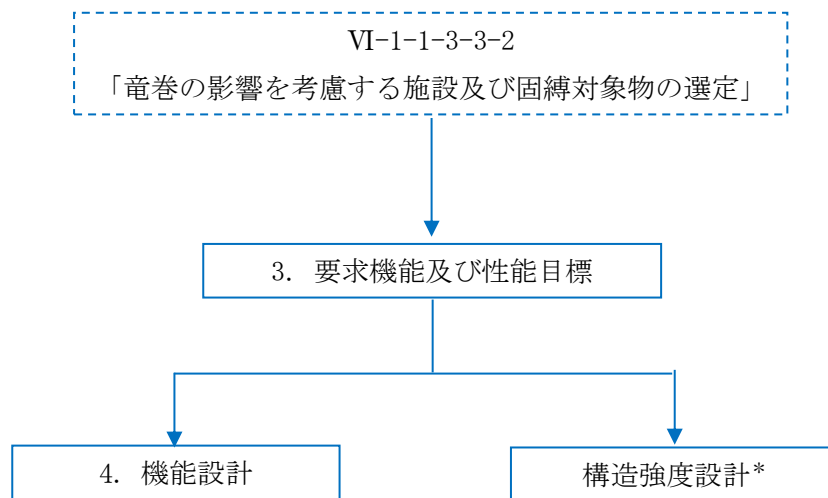 Ⅵ-1-1-3-3-2
「竜巻の影響を考慮する施設及び固縛対象物の選定」
3. 要求機能及び性能目標
4. 機能設計
構造強度設計*